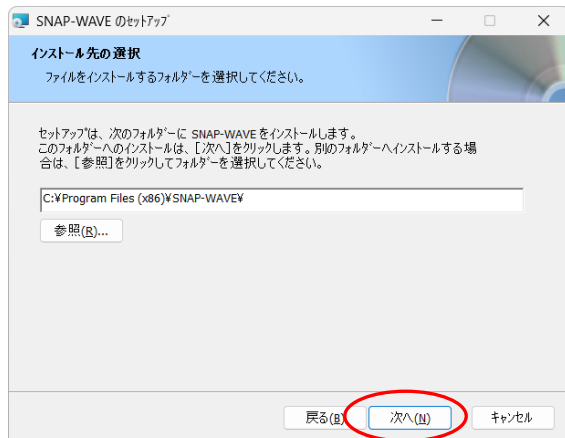 SNAP-WAVE のｾｯﾄｱｯﾌﾟ
ｲﾝｽﾄｰﾙ先の選択
ﾌｧｲﾙをｲﾝｽﾄｰﾙするﾌｫﾙﾀﾞｰを選択してください。
ｾｯﾄｱｯﾌﾟは、次のﾌｫﾙﾀﾞｰに SNAP-WAVE をｲﾝｽﾄｰﾙします。
このﾌｫﾙﾀﾞｰへのｲﾝｽﾄｰﾙは、[次へ]をｸﾘｯｸします。別のﾌｫﾙﾀﾞｰへｲﾝｽﾄｰﾙする場
合は、[参照]をｸﾘｯｸしてﾌｫﾙﾀﾞｰを選択してください。
C:¥Program Files (x86)¥SNAP-WAVE¥
参照(R)...
戻る(B) 次へ(N) ｷｬﾝｾﾙ